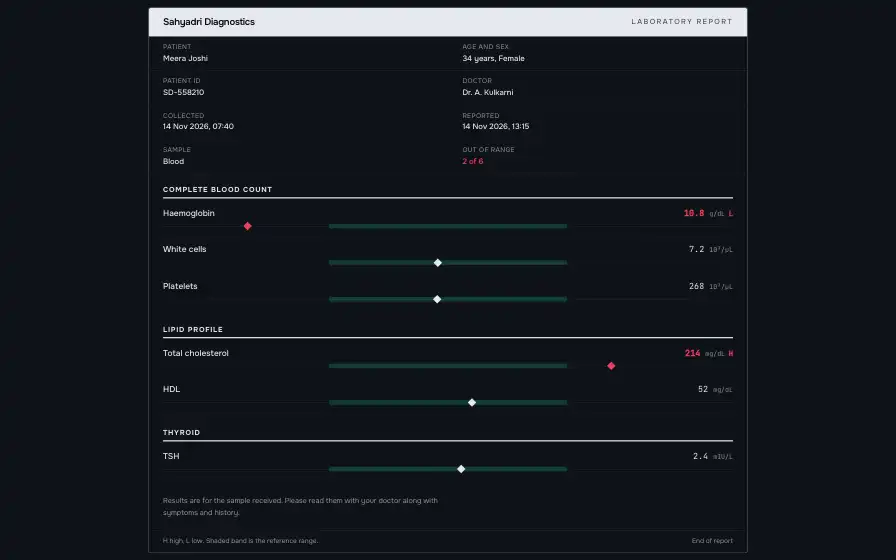 Sahyadri Diagnostics
LABORATORY REPORT
PATIENT
Meera Joshi
AGE AND SEX
34 years, Female
PATIENT ID
SD-558210
DOCTOR
Dr. A. Kulkarni
COLLECTED
14 Nov 2026, 07:40
REPORTED
14 Nov 2026, 13:15
SAMPLE
Blood
OUT OF RANGE
2 of 6
COMPLETE BLOOD COUNT
Haemoglobin 10.8 g/dL L
White cells 7.2 10³/µL
Platelets 268 10³/µL
LIPID PROFILE
Total cholesterol 214 mg/dL H
HDL 52 mg/dL
THYROID
TSH 2.4 mIU/L
Results are for the sample received. Please read them with your doctor along with
symptoms and history.
H high, L low. Shaded band is the reference range.
End of report